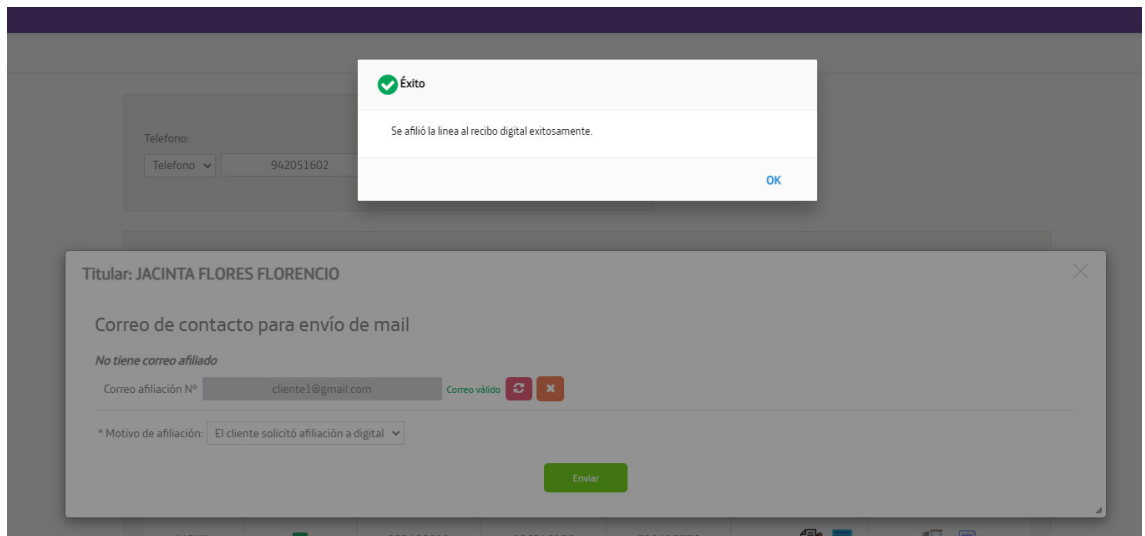 Éxito
Se afilió la linea al recibo digital exitosamente.
OK
Telefono:
Telefono 942051602
Titular: JACINTA FLORES FLORENCIO
Correo de contacto para envío de mail
No tiene correo afiliado
Correo afiliación Nº cliente1@gmail.com Correo válido
* Motivo de afiliación: El cliente solicitó afiliación a digital
Enviar